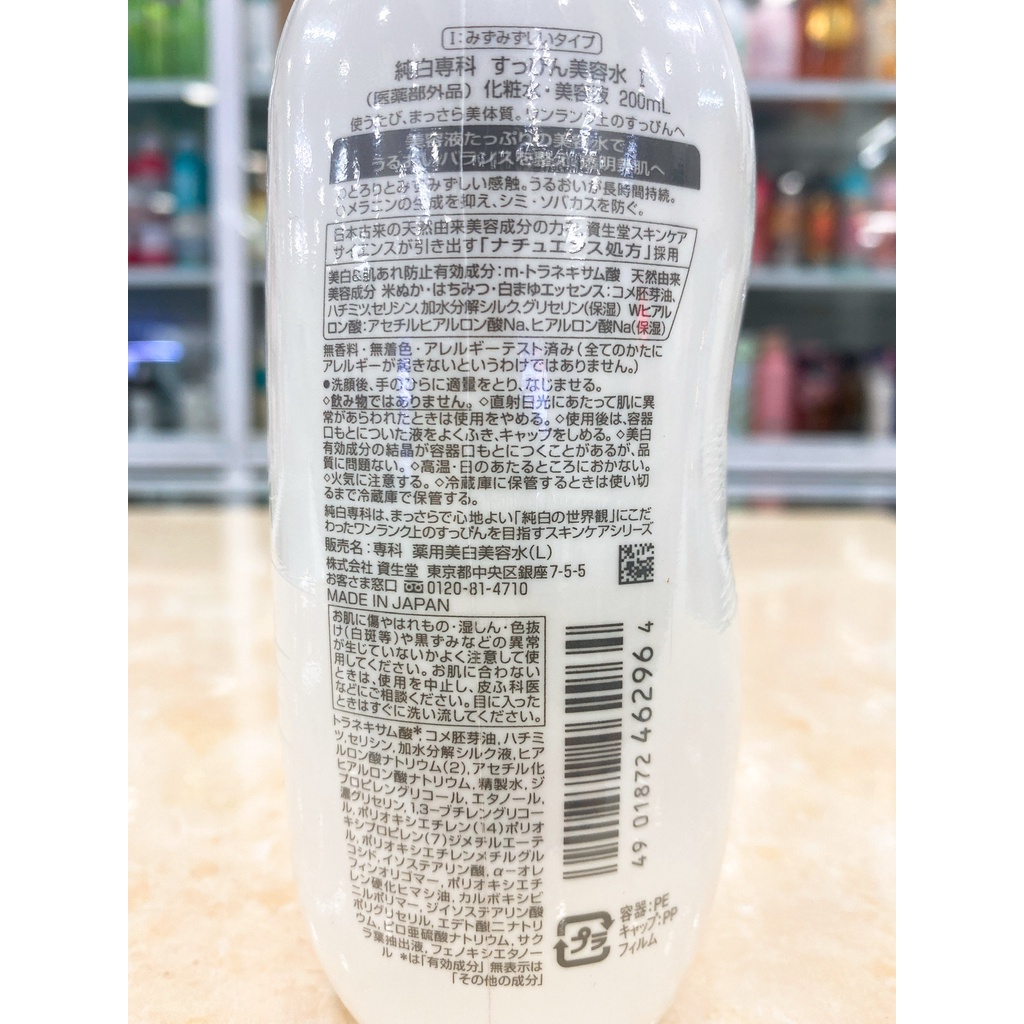 I:みずみずしいタイプ
純白専科 すっぴん美容水 I
(医薬部外品) 化粧水・美容液 200mL
使うたび、まっさら美体質。ワンランク上のすっぴんへ
美容液たっぷりの美容水で
うるおいバランスを整え 透明美肌へ
○とろりとみずみずしい感触。うるおいが長時間持続。
○メラニンの生成を抑え、シミ・ソバカスを防ぐ。
日本古来の天然由来美容成分の力を、資生堂スキンケア
サイエンスが引き出す「ナチュエンス処方」採用
美白&肌あれ防止有効成分:m-トラネキサム酸 天然由来
美容成分 米ぬか・はちみつ・白まゆエッセンス:コメ胚芽油、
ハチミツ、セリシン、加水分解シルク、グリセリン(保湿) Wヒアル
ロン酸:アセチルヒアルロン酸Na、ヒアルロン酸Na(保湿)
無香料・無着色・アレルギーテスト済み(全てのかたに
アレルギーが起きないというわけではありません。)
●洗顔後、手のひらに適量をとり、なじませる。
◇飲み物ではありません。◇直射日光にあたって肌に異
常があらわれたときは使用をやめる。◇使用後は、容器
口もとについた液をよくふき、キャップをしめる。◇美白
有効成分の結晶が容器口もとにつくことがあるが、品
質に問題ない。◇高温・日のあたるところにおかない。
◇火気に注意する。◇冷蔵庫に保管するときは使い切
るまで冷蔵庫で保管する。
純白専科は、まっさらで心地よい「純白の世界観」にこだ
わったワンランク上のすっぴんを目指すスキンケアシリーズ
販売名:専科 薬用美白美容水(L)
株式会社 資生堂 東京都中央区銀座7-5-5
お客さま窓口 0120-81-4710
MADE IN JAPAN
お肌に傷やはれもの・湿しん・色抜
け(白斑等)や黒ずみなどの異常
が生じていないかよく注意して使
用してください。お肌に合わない
ときは、使用を中止し、皮ふ科医
などにご相談ください。目に入った
ときはすぐに洗い流してください。
トラネキサム酸*,コメ胚芽油,ハチミ
ツ,セリシン,加水分解シルク液,ヒア
ルロン酸ナトリウム(2),アセチル化
ヒアルロン酸ナトリウム,精製水,ジ
プロピレングリコール,エタノール,
濃グリセリン,1,3-ブチレングリコー
ル,ポリオキシエチレン(14)ポリオ
キシプロピレン(7)ジメチルエーテ
ル,ポリオキシエチレンメチルグル
コシド,イソステアリン酸,α-オレ
フィンオリゴマー,ポリオキシエチ
レン硬化ヒマシ油,カルボキシビ
ニルポリマー,ジイソステアリン酸
ポリグリセリル,エデト酸二ナトリ
ウム,ピロ亜硫酸ナトリウム,サク
ラ葉抽出液,フェノキシエタノー
ル *は「有効成分」無表示は
「その他の成分」
49 01872 46296 4
プラ
容器:PE
キャップ:PP
フィルム